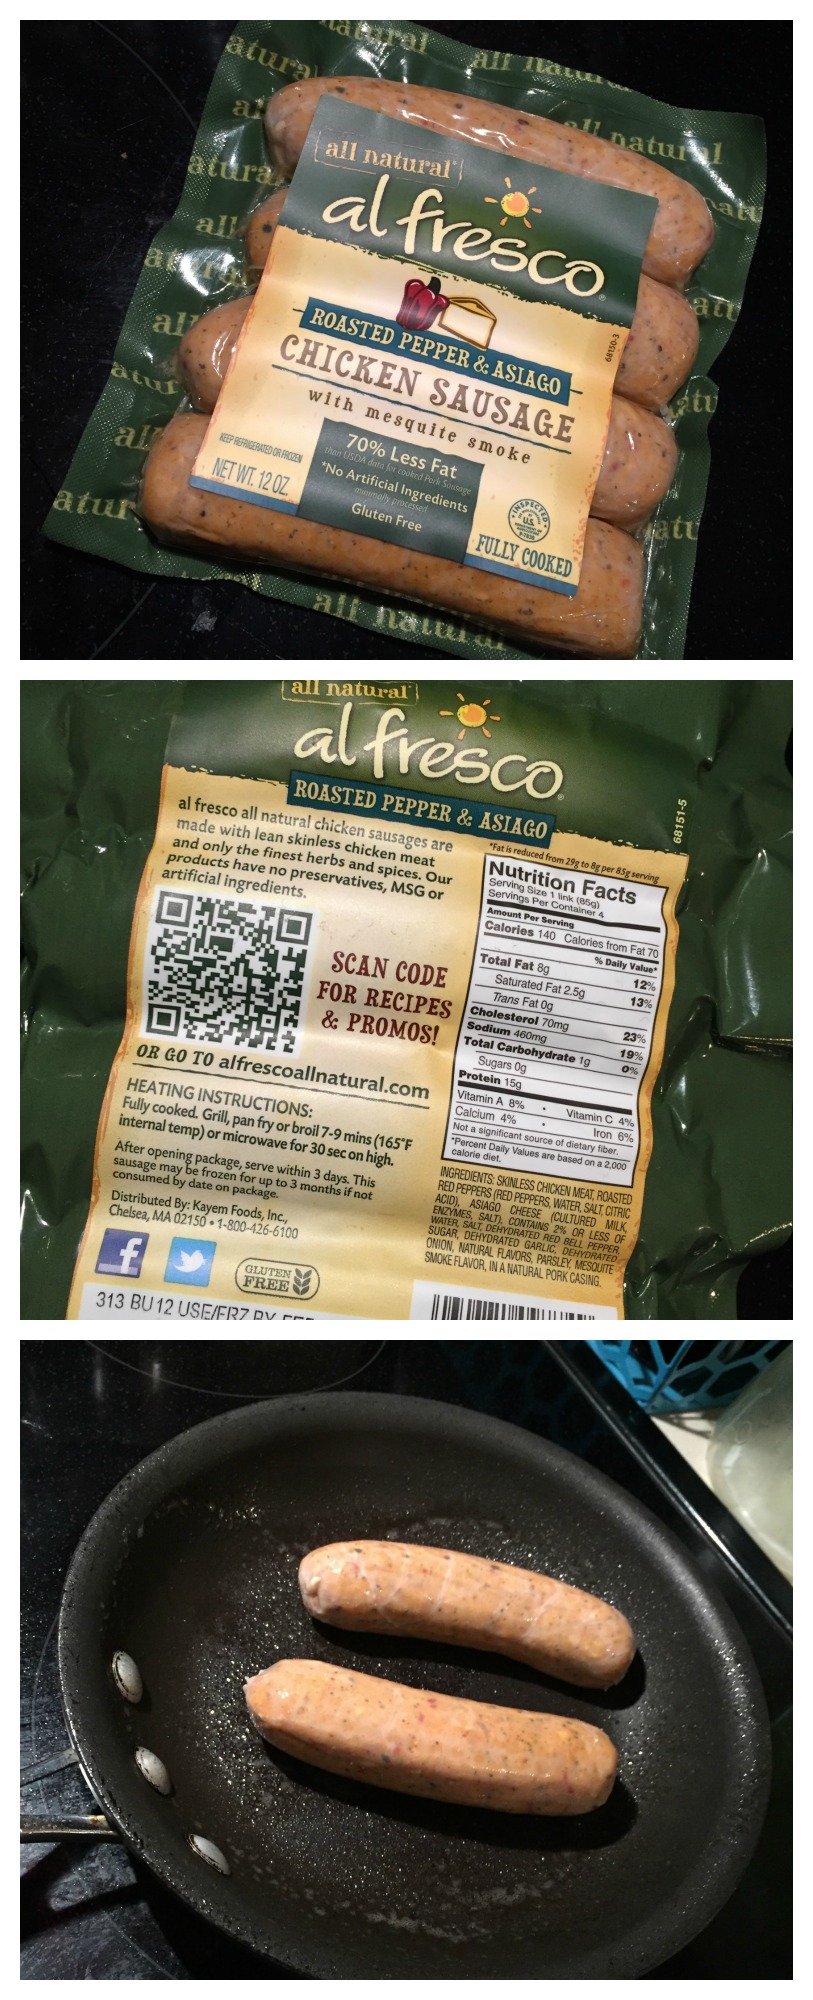 all natural
al fresco
ROASTED PEPPER & ASIAGO
CHICKEN SAUSAGE
with mesquite smoke
68150-3
KEEP REFRIGERATED OR FROZEN
NET WT. 12 OZ.
70% Less Fat
than USDA data for cooked Pork Sausage
*No Artificial Ingredients
minimally processed
Gluten Free
INSPECTED
U.S.
DEPARTMENT OF
AGRICULTURE
FULLY COOKED
all natural
all natural
all natural
all natural
all natural
al fresco
ROASTED PEPPER & ASIAGO
68151-5
al fresco all natural chicken sausages are
made with lean skinless chicken meat
and only the finest herbs and spices. Our
products have no preservatives, MSG or
artificial ingredients.
SCAN CODE
FOR RECIPES
& PROMOS!
OR GO TO alfrescoallnatural.com
HEATING INSTRUCTIONS:
Fully cooked. Grill, pan fry or broil 7-9 mins (165°F
internal temp) or microwave for 30 sec on high.
After opening package, serve within 3 days. This
sausage may be frozen for up to 3 months if not
consumed by date on package.
Distributed By: Kayem Foods, Inc.,
Chelsea, MA 02150 • 1-800-426-6100
f
GLUTEN
FREE
313 BU12 USE/FRZ BY
*Fat is reduced from 29g to 8g per 85g serving
Nutrition Facts
Serving Size 1 link (85g)
Servings Per Container 4
Amount Per Serving
Calories 140 Calories from Fat 70
% Daily Value*
Total Fat 8g 12%
Saturated Fat 2.5g 13%
Trans Fat 0g
Cholesterol 70mg 23%
Sodium 460mg 19%
Total Carbohydrate 1g 0%
Sugars 0g
Protein 15g
Vitamin A 8% • Vitamin C 4%
Calcium 4% • Iron 6%
Not a significant source of dietary fiber.
*Percent Daily Values are based on a 2,000
calorie diet.
INGREDIENTS: SKINLESS CHICKEN MEAT, ROASTED
RED PEPPERS (RED PEPPERS, WATER, SALT, CITRIC
ACID), ASIAGO CHEESE (CULTURED MILK,
ENZYMES, SALT). CONTAINS 2% OR LESS OF
WATER, SALT, DEHYDRATED RED BELL PEPPER,
SUGAR, DEHYDRATED GARLIC, DEHYDRATED
ONION, NATURAL FLAVORS, PARSLEY, MESQUITE
SMOKE FLAVOR, IN A NATURAL PORK CASING.